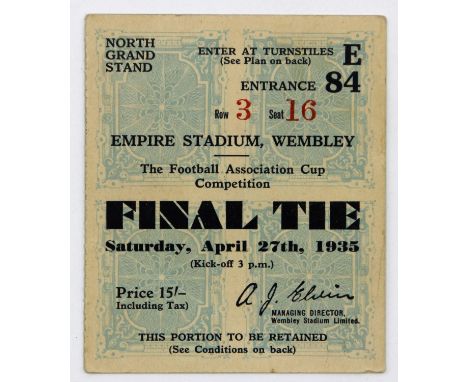 NORTH
GRAND
STAND
ENTER AT TURNSTILES E
(See Plan on back)
ENTRANCE 84
Row 3 Seat 16
EMPIRE STADIUM, WEMBLEY
The Football Association Cup
Competition
FINAL TIE
Saturday, April 27th, 1935
(Kick-off 3 p.m.)
Price 15/-
Including Tax)
A. J. Elvin
MANAGING DIRECTOR,
Wembley Stadium Limited.
THIS PORTION TO BE RETAINED
(See Conditions on back)